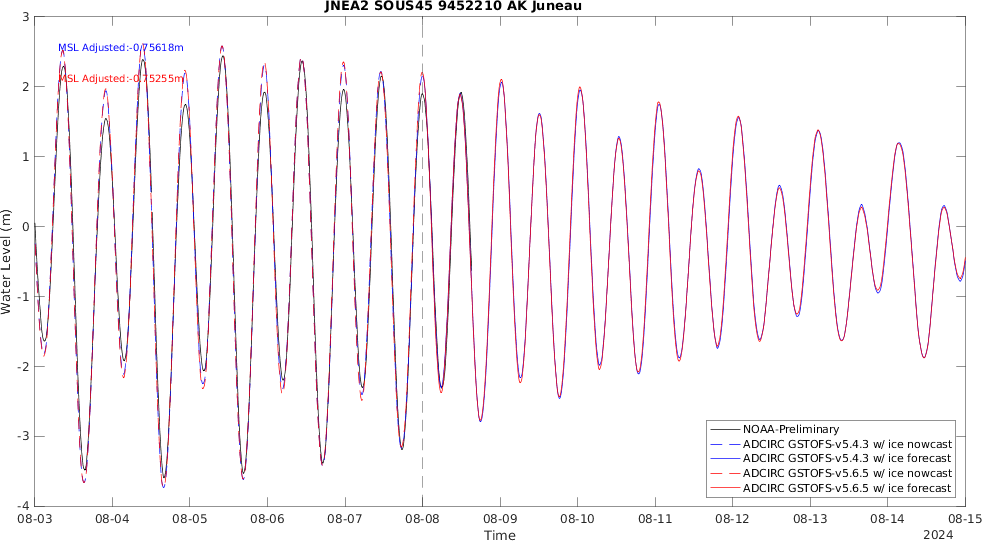 JNEA2 SOUS45 9452210 AK Juneau
3
MSL Adjusted:-0.75618m
MSL Adjusted:-0.75255m
2
1
0
-1
-2
-3
-4
Water Level (m)
NOAA-Preliminary
ADCIRC GSTOFS-v5.4.3 w/ ice nowcast
ADCIRC GSTOFS-v5.4.3 w/ ice forecast
ADCIRC GSTOFS-v5.6.5 w/ ice nowcast
ADCIRC GSTOFS-v5.6.5 w/ ice forecast
08-03 08-04 08-05 08-06 08-07 08-08 08-09 08-10 08-11 08-12 08-13 08-14 08-15
Time
2024